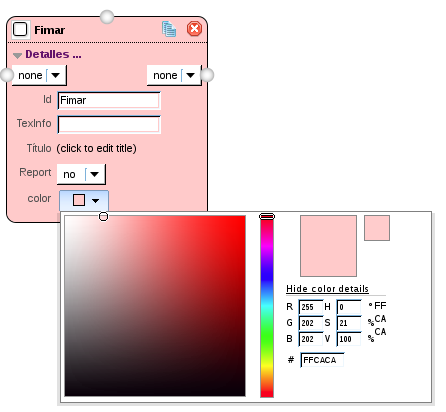 Fimar
Detalles ...
none none
Id Fimar
TexInfo
Título (click to edit title)
Report no
color
Hide color details
R 255 H 0 ° FF
G 202 S 21 % CA
B 202 V 100 % CA
# FFCACA